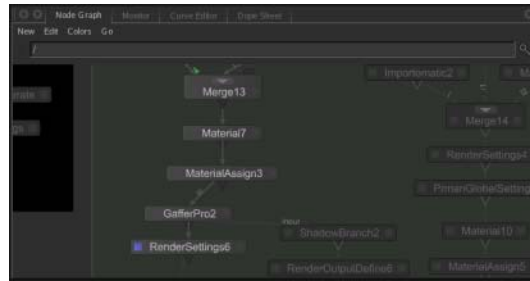 Node Graph Monitor Curve Editor Dope Sheet
New Edit Colors Go
/
Importomatic2
Merge13
Merge14
Material7
RenderSettings4
MaterialAssign3
GafferPro2
ShadowBranch2
Material10
RenderSettings6
RenderOutputDefine6
MaterialAssign5